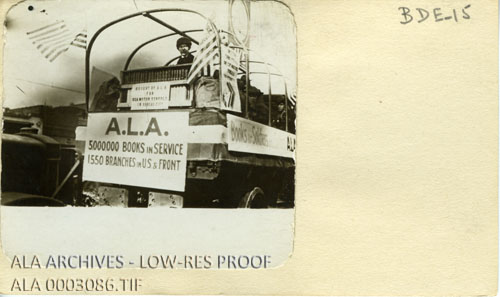 BDE-15
A.L.A.
5000000 BOOKS IN SERVICE
1550 BRANCHES IN U.S. & FRONT
Books
ALA
ALA ARCHIVES - LOW-RES PROOF
ALA 0003086.TIF